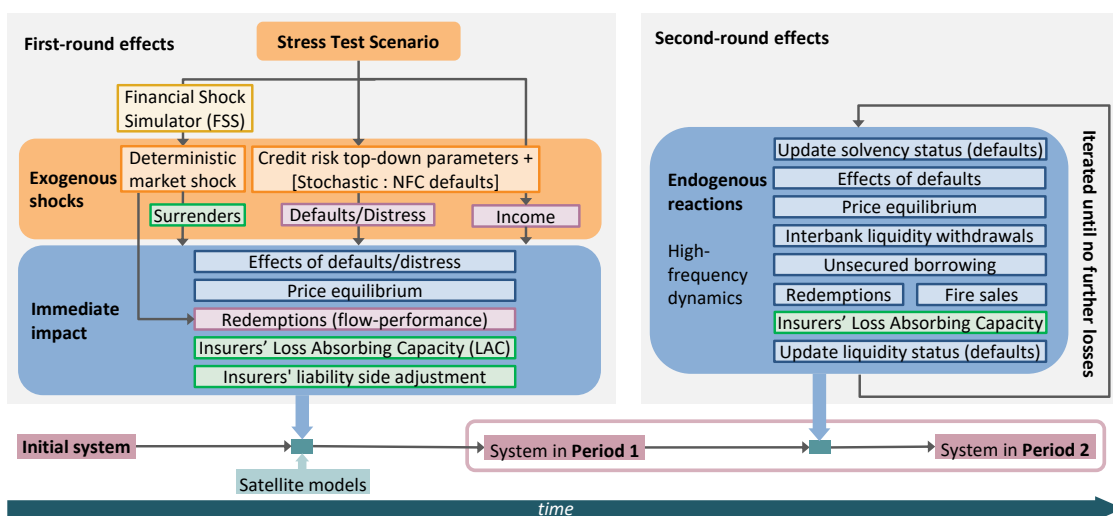 First-round effects
Stress Test Scenario
Financial Shock
Simulator (FSS)
Exogenous
shocks
Deterministic
market shock
Credit risk top-down parameters +
[Stochastic : NFC defaults]
Surrenders
Defaults/Distress
Income
Immediate
impact
Effects of defaults/distress
Price equilibrium
Redemptions (flow-performance)
Insurers' Loss Absorbing Capacity (LAC)
Insurers' liability side adjustment
Second-round effects
Endogenous
reactions
High-
frequency
dynamics
Update solvency status (defaults)
Effects of defaults
Price equilibrium
Interbank liquidity withdrawals
Unsecured borrowing
Redemptions
Fire sales
Insurers' Loss Absorbing Capacity
Update liquidity status (defaults)
Iterated until no further
losses
Initial system
System in Period 1
System in Period 2
Satellite models
time